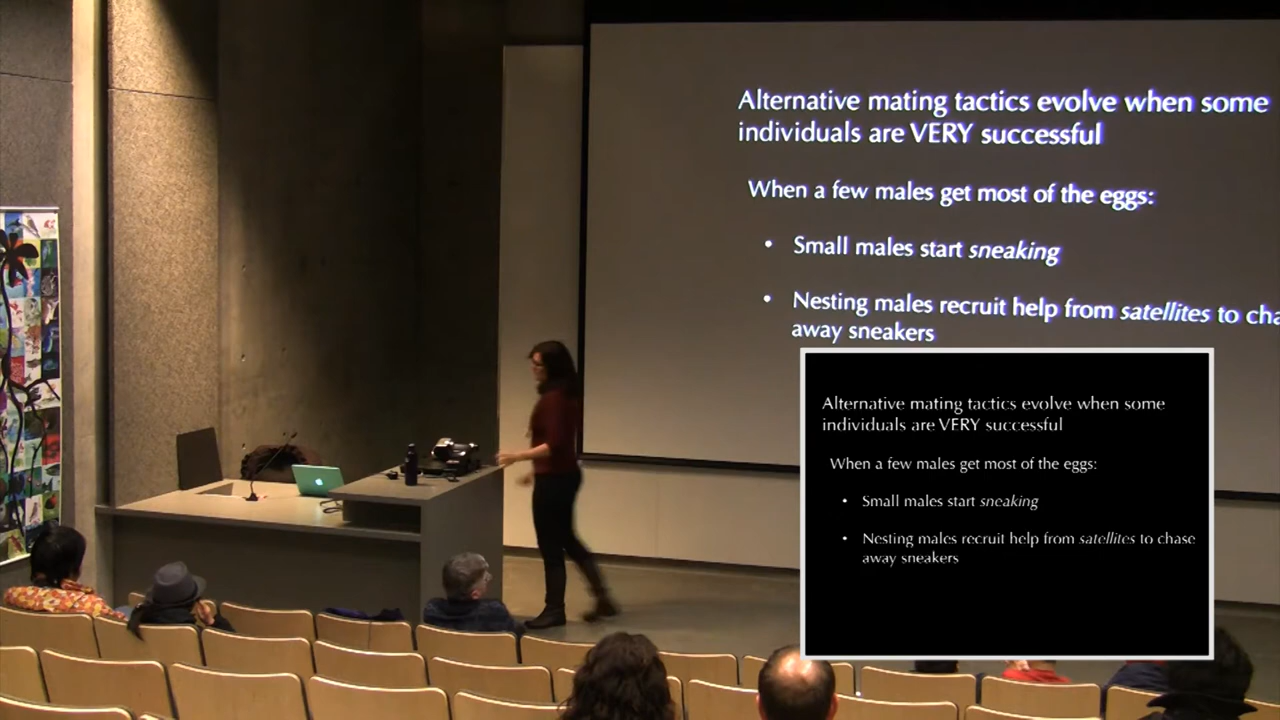 Alternative mating tactics evolve when some
individuals are VERY successful
When a few males get most of the eggs:
• Small males start sneaking
• Nesting males recruit help from satellites to cha
away sneakers
Alternative mating tactics evolve when some
individuals are VERY successful
When a few males get most of the eggs:
• Small males start sneaking
• Nesting males recruit help from satellites to chase
away sneakers